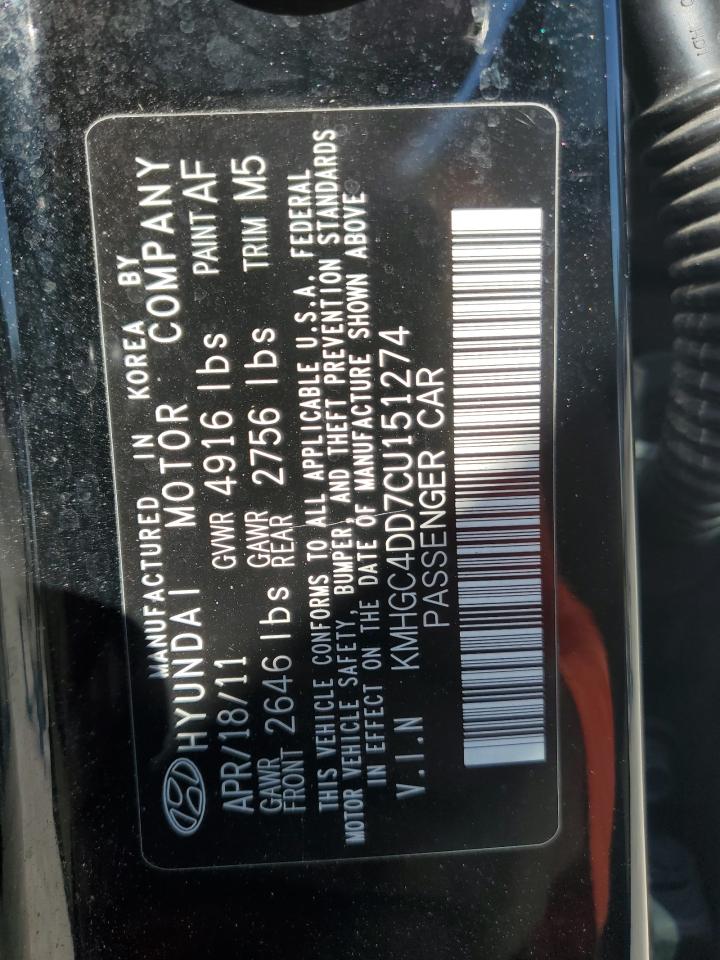 MANUFACTURED IN KOREA BY
HYUNDAI MOTOR COMPANY
APR/18/11 GVWR 4916 lbs PAINT AF
GAWR FRONT 2646 lbs GAWR REAR 2756 lbs TRIM M5
THIS VEHICLE CONFORMS TO ALL APPLICABLE U.S.A. FEDERAL
MOTOR VEHICLE SAFETY, BUMPER, AND THEFT PREVENTION STANDARDS
IN EFFECT ON THE DATE OF MANUFACTURE SHOWN ABOVE
V.I.N KMHGC4DD7CU151274
PASSENGER CAR